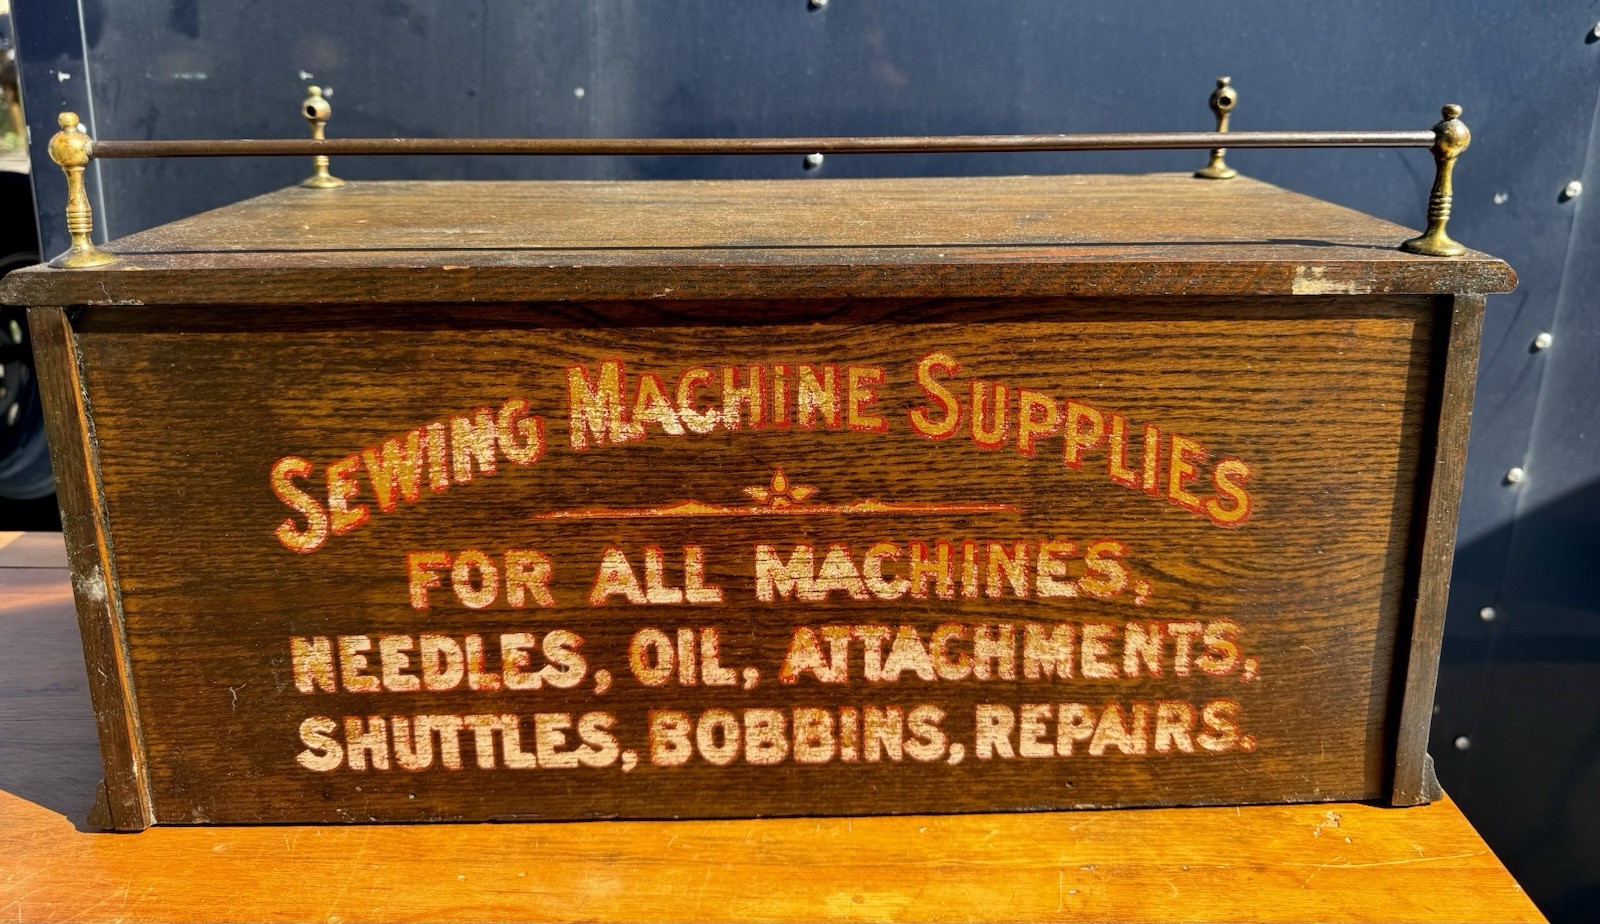 SEWING MACHINE SUPPLIES
FOR ALL MACHINES,
NEEDLES, OIL, ATTACHMENTS,
SHUTTLES, BOBBINS, REPAIRS.